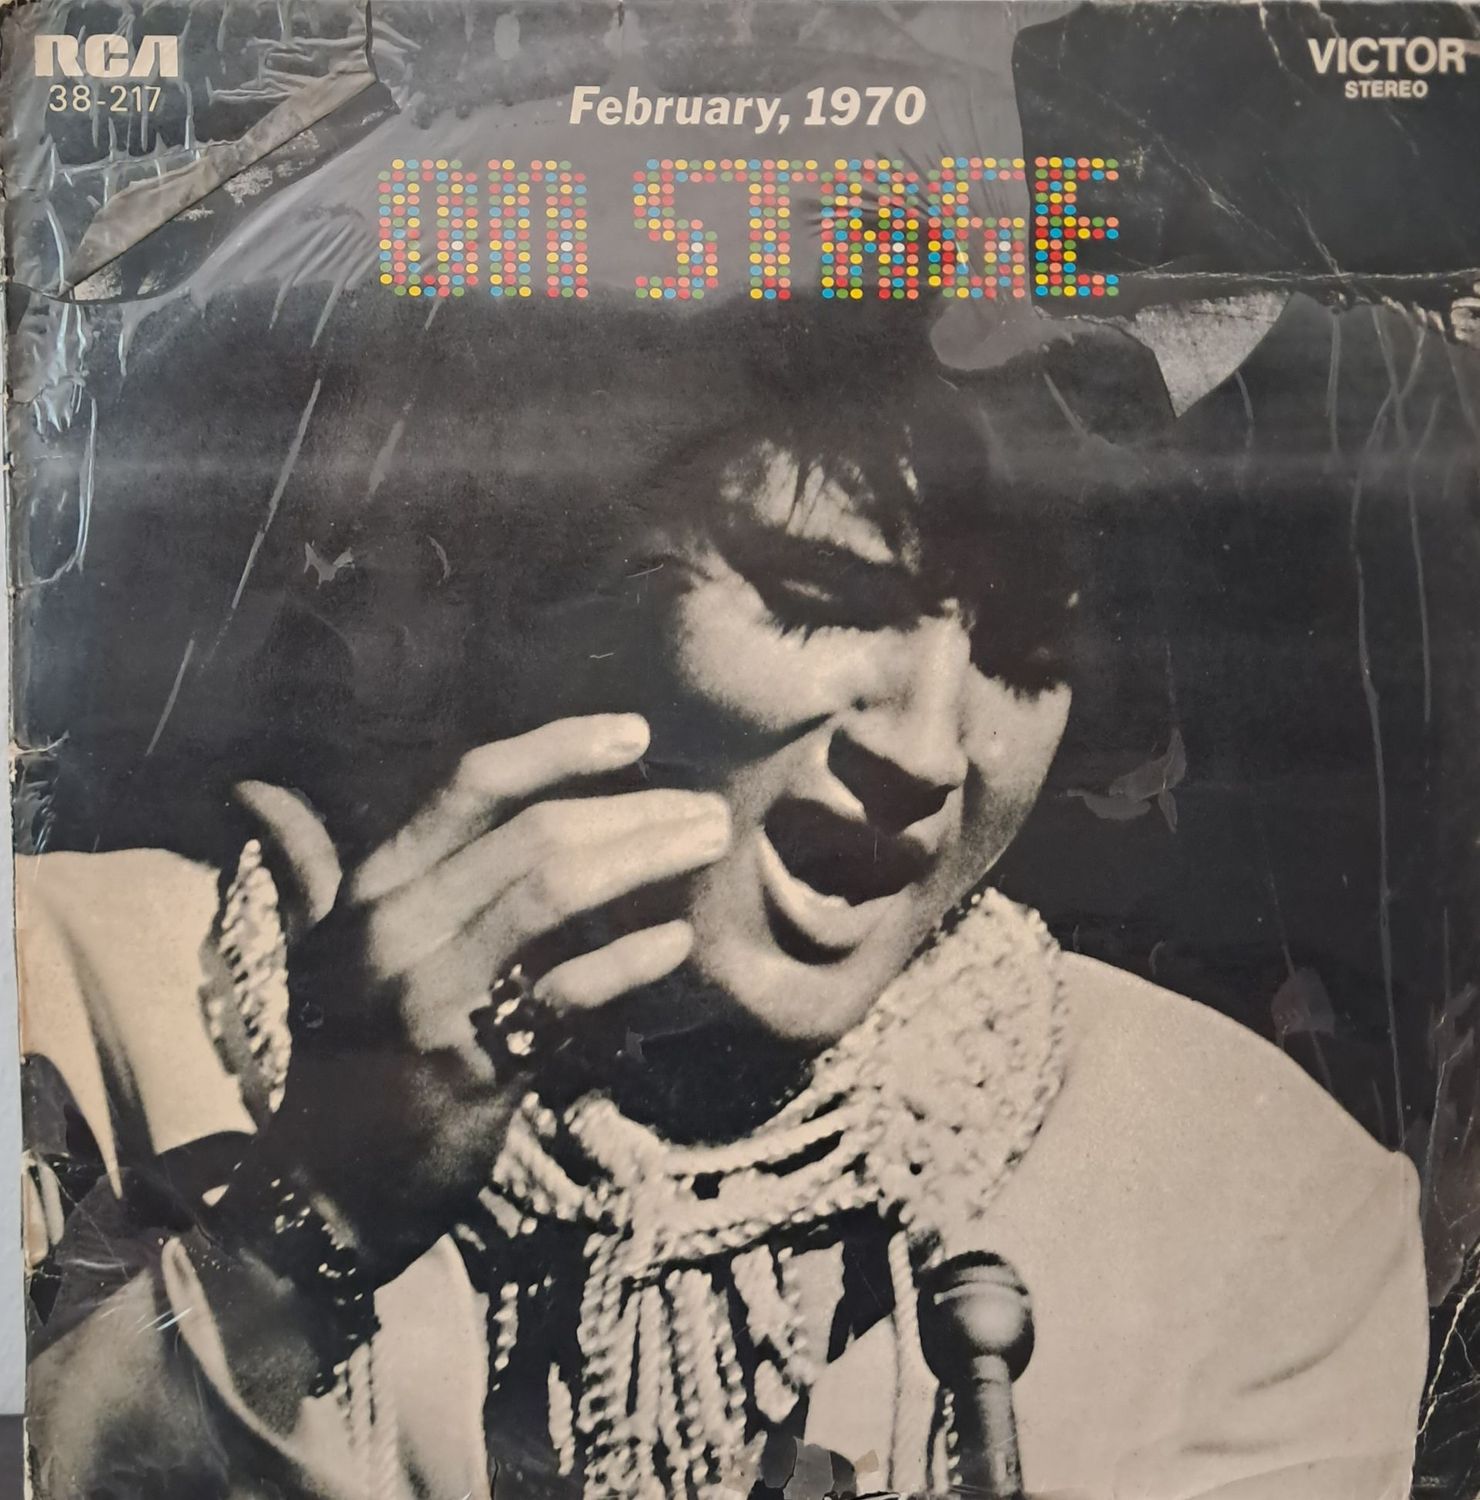 RCA
38-217
VICTOR
STEREO
February, 1970
ON STAGE